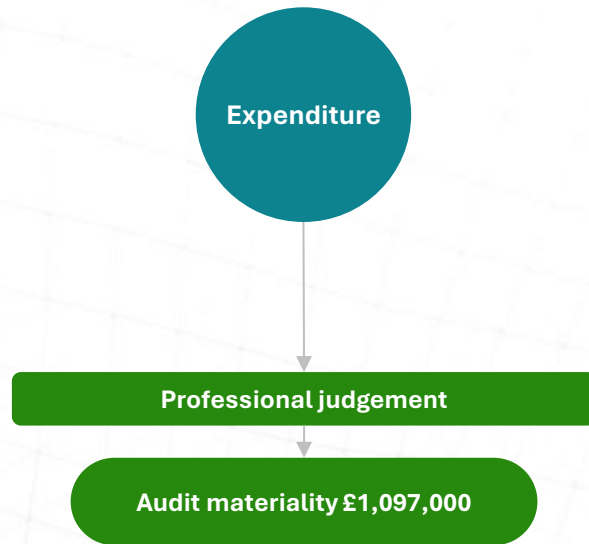 Expenditure
Professional judgement
Audit materiality £1,097,000